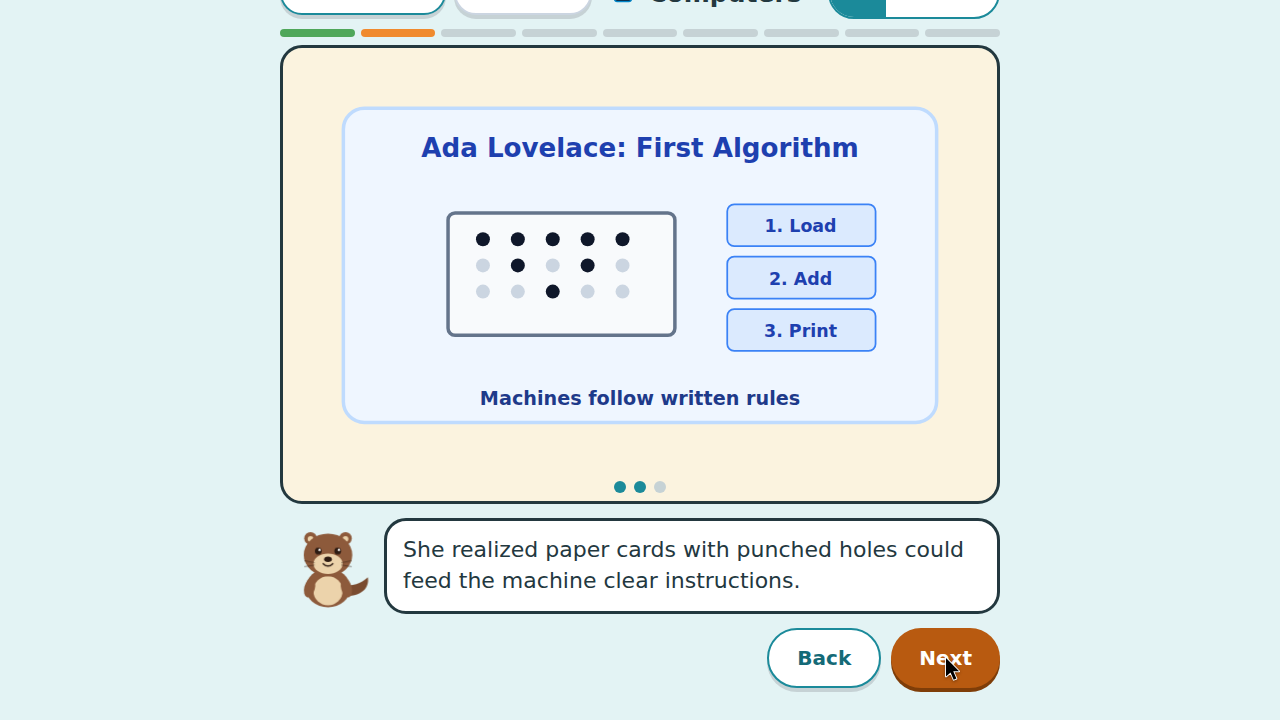 Computers
Ada Lovelace: First Algorithm
1. Load
2. Add
3. Print
Machines follow written rules
She realized paper cards with punched holes could
feed the machine clear instructions.
Back
Next